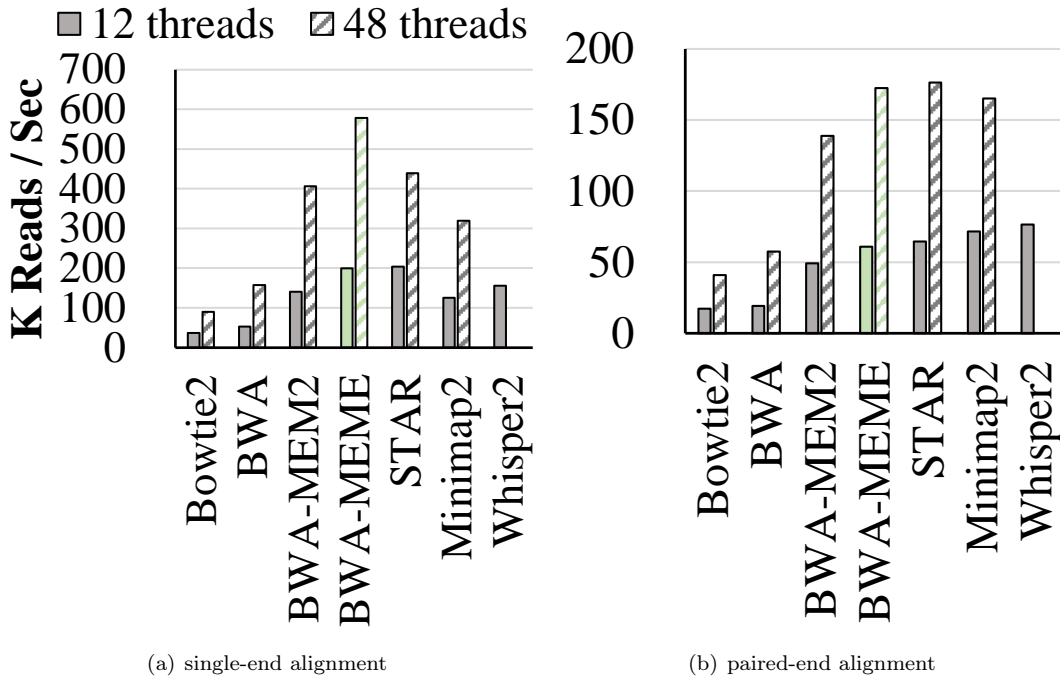 12 threads 48 threads
K Reads / Sec
700
600
500
400
300
200
100
0
Bowtie2
BWA
BWA-MEM2
BWA-MEME
STAR
Minimap2
Whisper2
(a) single-end alignment
200
150
100
50
0
Bowtie2
BWA
BWA-MEM2
BWA-MEME
STAR
Minimap2
Whisper2
(b) paired-end alignment